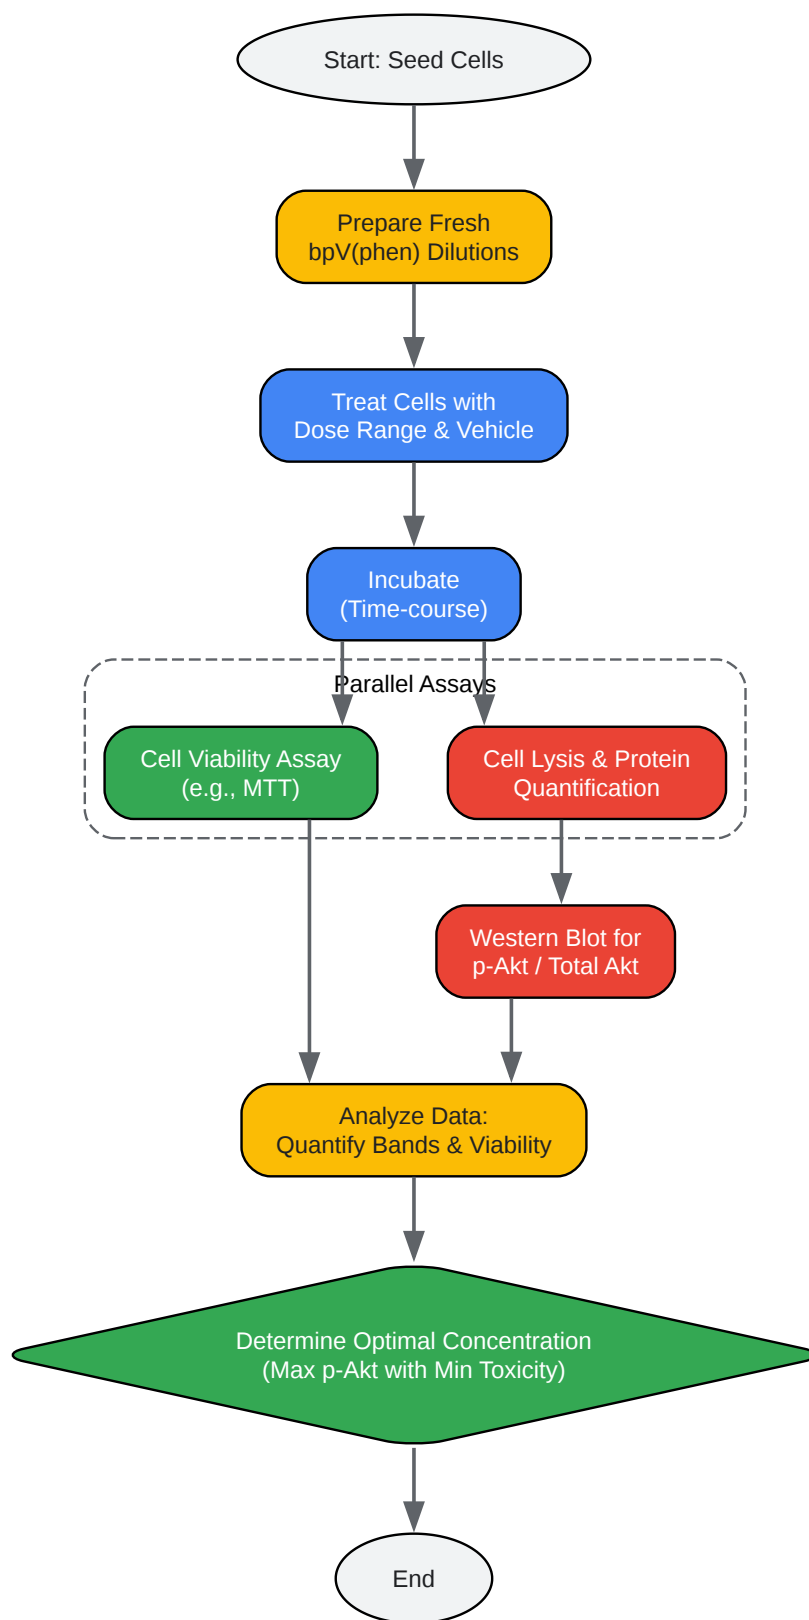 Start: Seed Cells
Prepare Fresh
bpV(phen) Dilutions
Treat Cells with
Dose Range & Vehicle
Incubate
(Time-course)
Parallel Assays
Cell Viability Assay
(e.g., MTT)
Cell Lysis & Protein
Quantification
Western Blot for
p-Akt / Total Akt
Analyze Data:
Quantify Bands & Viability
Determine Optimal Concentration
(Max p-Akt with Min Toxicity)
End